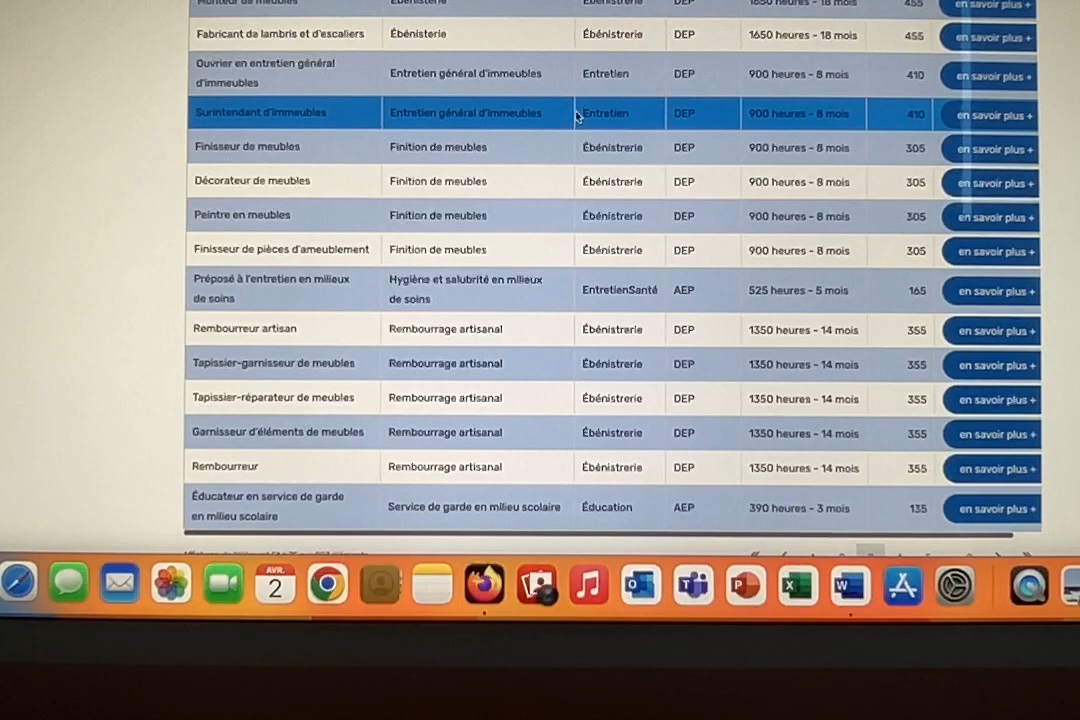 Monteur de meubles Ébénisterie Ébénistrerie DEP 1650 heures - 18 mois 455 en savoir plus +
Fabricant de lambris et d'escaliers Ébénisterie Ébénistrerie DEP 1650 heures - 18 mois 455 en savoir plus +
Ouvrier en entretien général
d'immeubles Entretien général d'immeubles Entretien DEP 900 heures - 8 mois 410 en savoir plus +
Surintendant d'immeubles Entretien général d'immeubles Entretien DEP 900 heures - 8 mois 410 en savoir plus +
Finisseur de meubles Finition de meubles Ébénistrerie DEP 900 heures - 8 mois 305 en savoir plus +
Décorateur de meubles Finition de meubles Ébénistrerie DEP 900 heures - 8 mois 305 en savoir plus +
Peintre en meubles Finition de meubles Ébénistrerie DEP 900 heures - 8 mois 305 en savoir plus +
Finisseur de pièces d'ameublement Finition de meubles Ébénistrerie DEP 900 heures - 8 mois 305 en savoir plus +
Préposé à l'entretien en milieux Hygiène et salubrité en milieux
de soins de soins EntretienSanté AEP 525 heures - 5 mois 165 en savoir plus +
Rembourreur artisan Rembourrage artisanal Ébénistrerie DEP 1350 heures - 14 mois 355 en savoir plus +
Tapissier-garnisseur de meubles Rembourrage artisanal Ébénistrerie DEP 1350 heures - 14 mois 355 en savoir plus +
Tapissier-réparateur de meubles Rembourrage artisanal Ébénistrerie DEP 1350 heures - 14 mois 355 en savoir plus +
Garnisseur d'éléments de meubles Rembourrage artisanal Ébénistrerie DEP 1350 heures - 14 mois 355 en savoir plus +
Rembourreur Rembourrage artisanal Ébénistrerie DEP 1350 heures - 14 mois 355 en savoir plus +
Éducateur en service de garde
en milieu scolaire Service de garde en milieu scolaire Éducation AEP 390 heures - 3 mois 135 en savoir plus +
AVR.
2
O
T
P
X
W